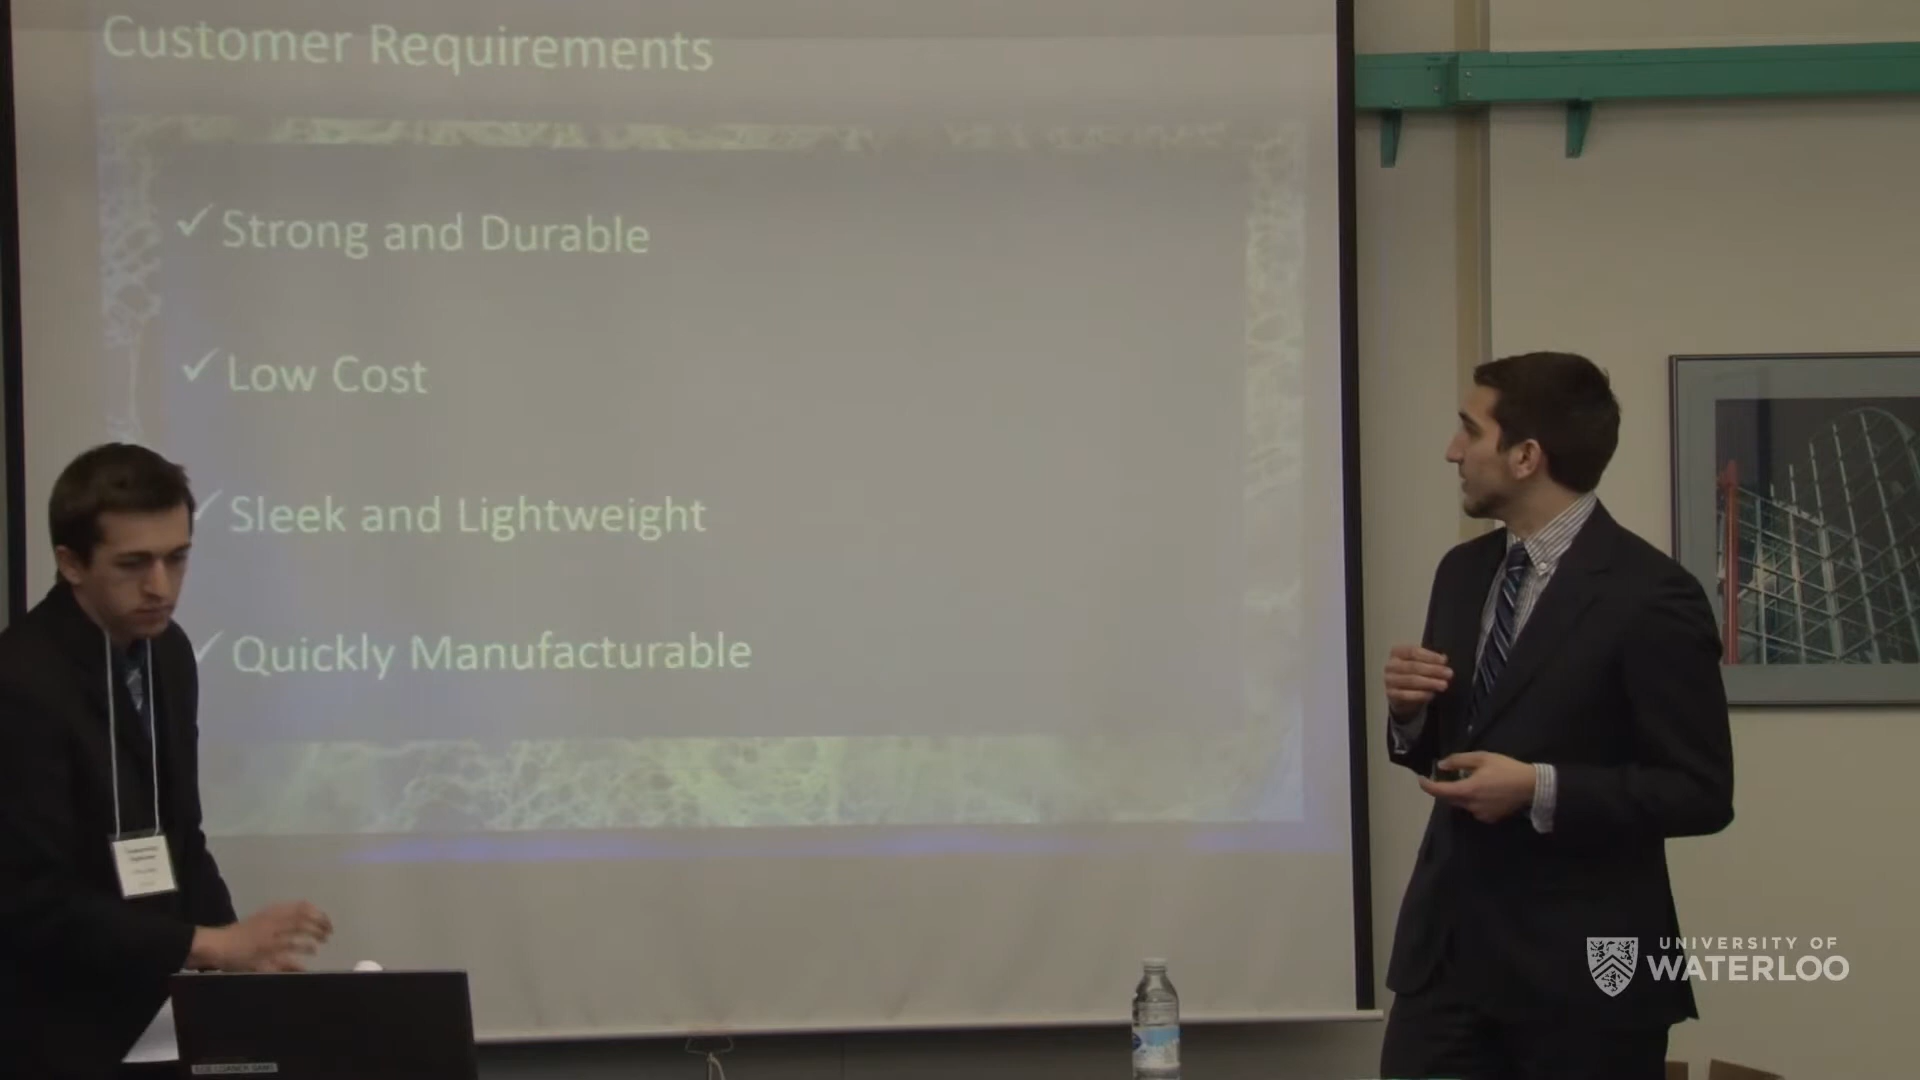 Customer Requirements
✓ Strong and Durable
✓ Low Cost
✓ Sleek and Lightweight
✓ Quickly Manufacturable
UNIVERSITY OF
WATERLOO